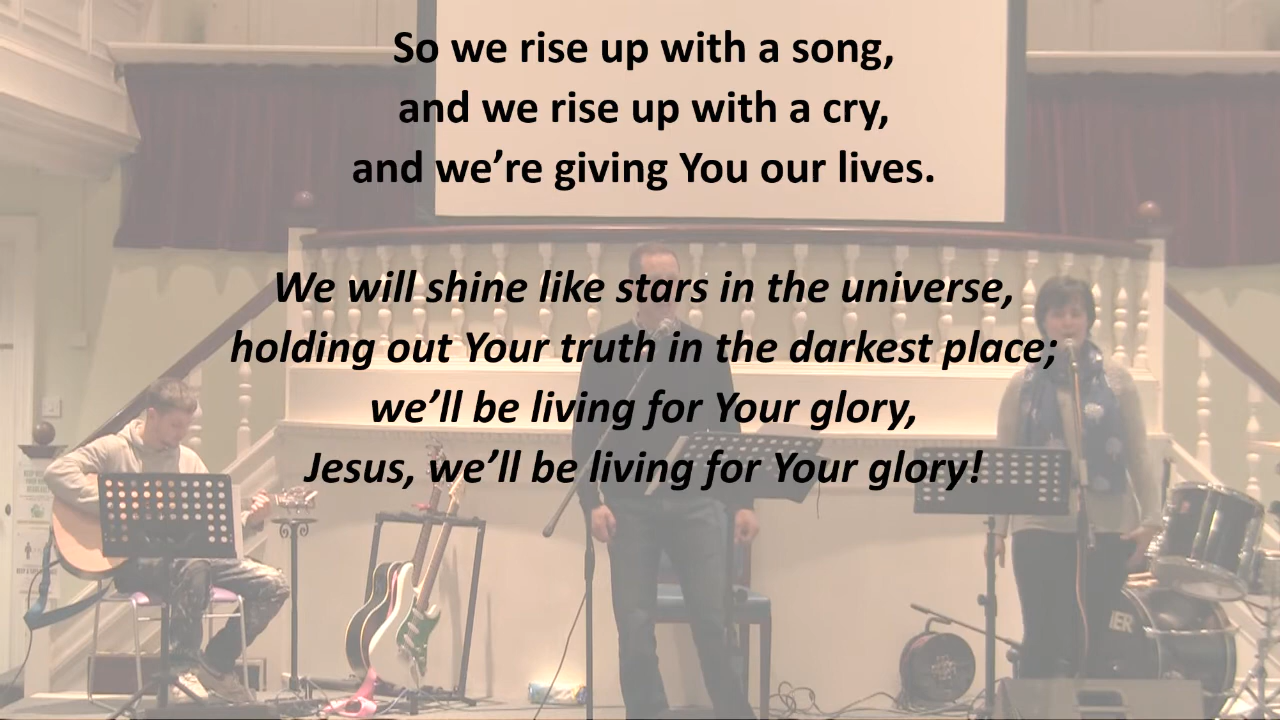 So we rise up with a song,
and we rise up with a cry,
and we're giving You our lives.
We will shine like stars in the universe,
holding out Your truth in the darkest place;
we'll be living for Your glory,
Jesus, we'll be living for Your glory!